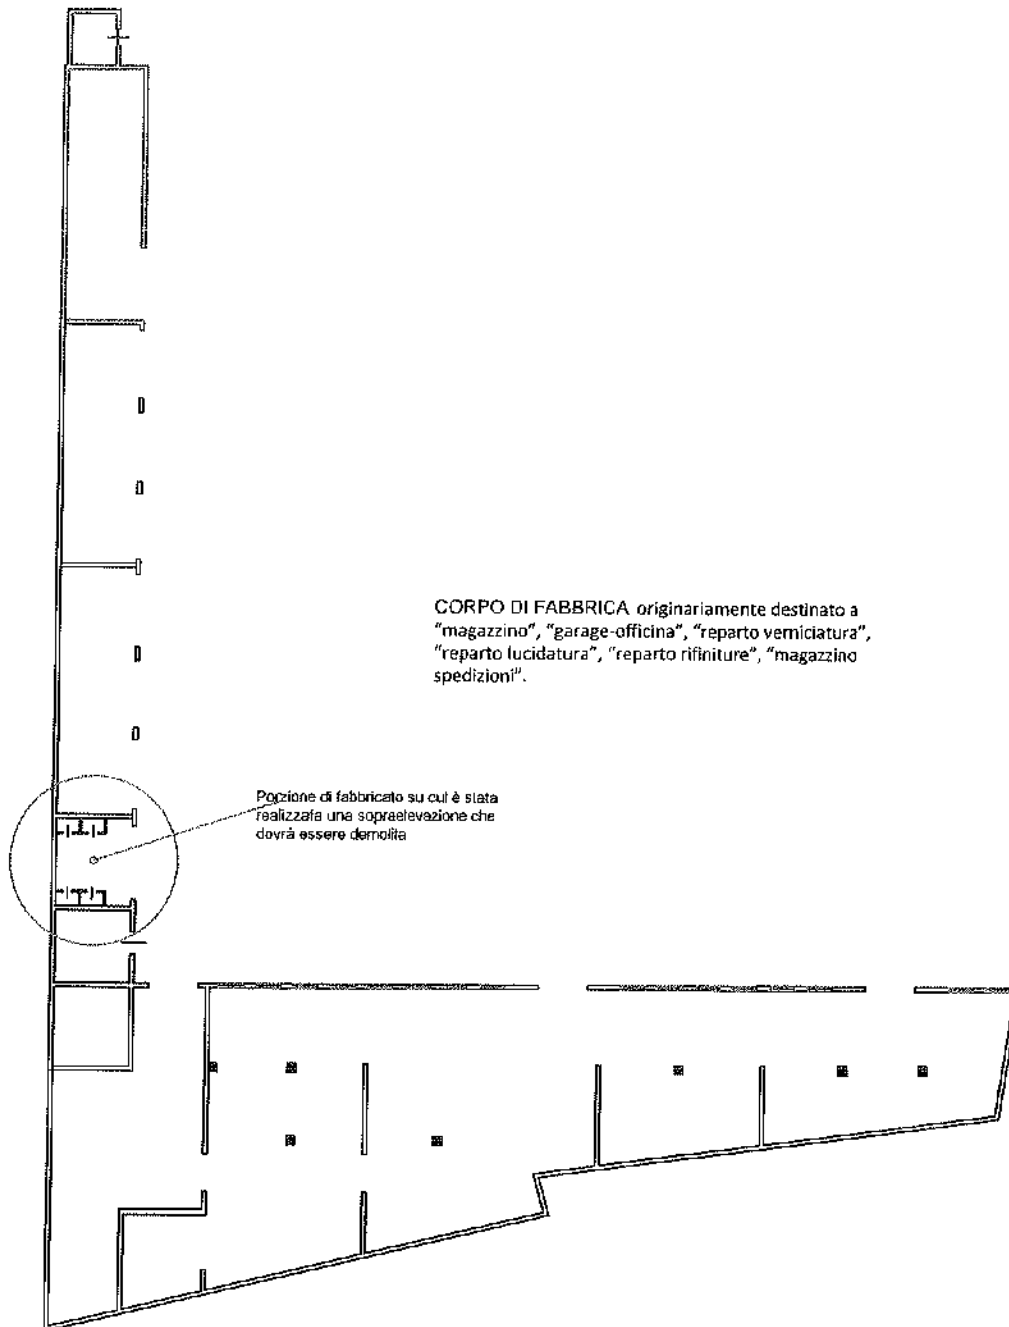 CORPO DI FABBRICA originariamente destinato a
"magazzino", "garage-officina", "reparto verniciatura",
"reparto lucidatura", "reparto rifiniture", "magazzino
spedizioni".
Porzione di fabbricato su cui è stata
realizzata una sopraelevazione che
dovrà essere demolita